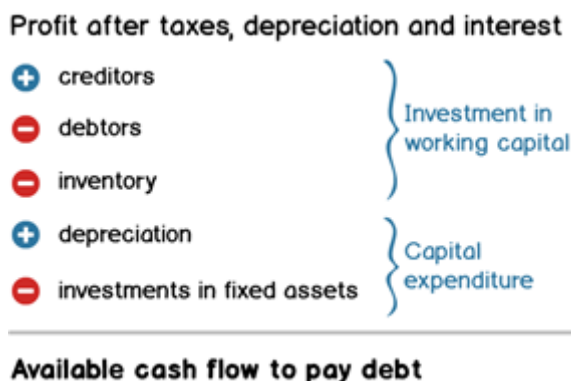 Profit after taxes, depreciation and interest
+ creditors
− debtors
− inventory
Investment in
working capital
+ depreciation
− investments in fixed assets
Capital
expenditure
Available cash flow to pay debt